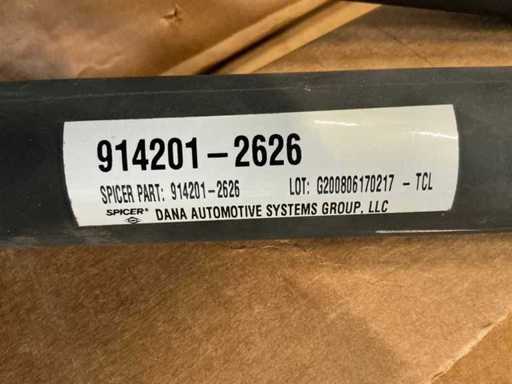 914201-2626
SPICER PART: 914201-2626 LOT: G200806170217 - TCL
SPICER® DANA AUTOMOTIVE SYSTEMS GROUP, LLC